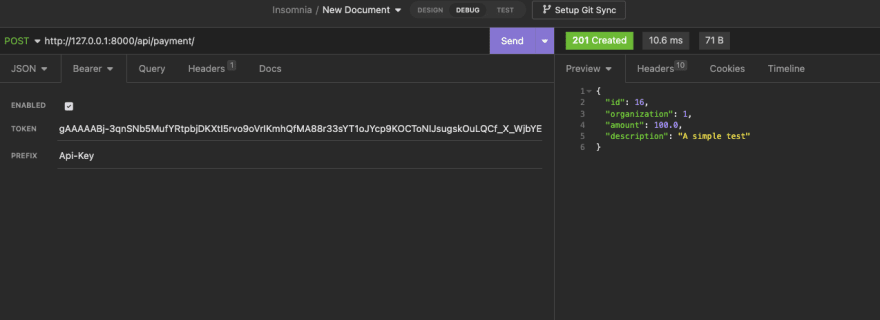 Insomnia / New Document DESIGN DEBUG TEST Setup Git Sync
POST http://127.0.0.1:8000/api/payment/ Send 201 Created 10.6 ms 71 B
JSON Bearer Query Headers 1 Docs Preview Headers 10 Cookies Timeline
ENABLED
TOKEN gAAAAABj-3qnSNb5MufYRtpbjDKXtI5rvo9oVrIKmhQfMA88r33sYT1oJYcp9KOCToNIJsugskOuLQCf_X_WjbYE
PREFIX Api-Key
1 {
2 "id": 16,
3 "organization": 1,
4 "amount": 100.0,
5 "description": "A simple test"
6 }